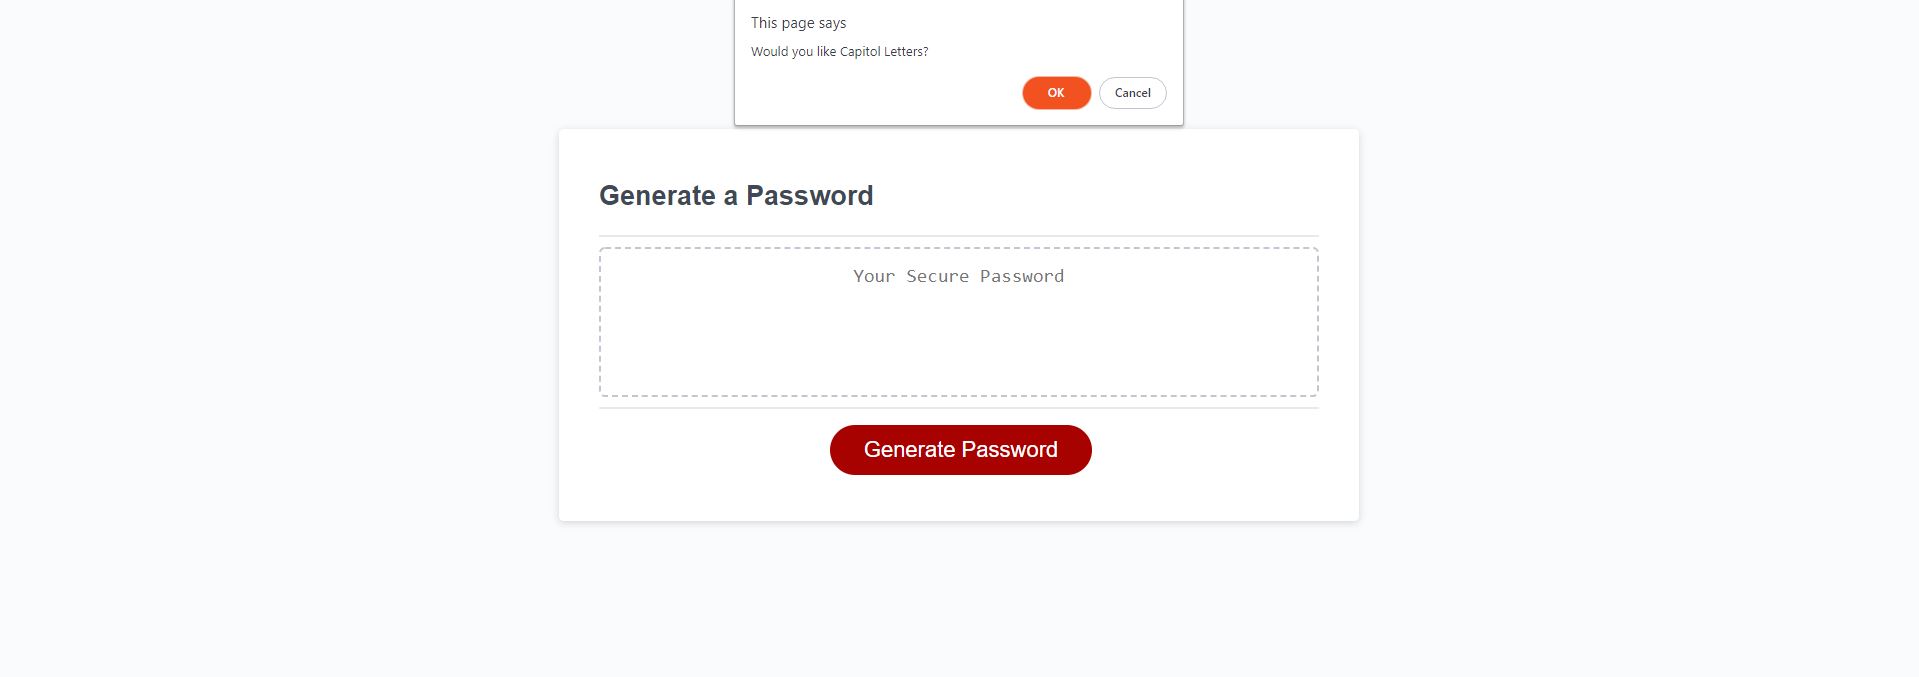 This page says
Would you like Capitol Letters?
OK Cancel
Generate a Password
Your Secure Password
Generate Password